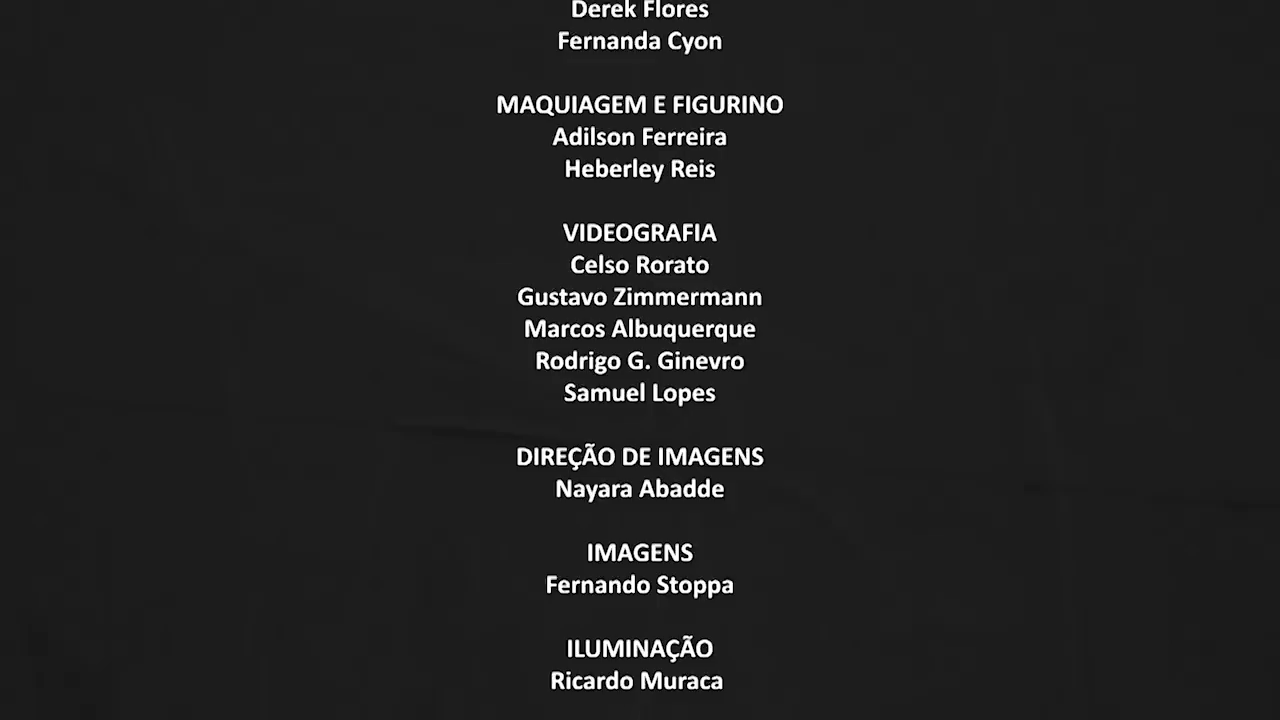 Derek Flores
Fernanda Cyon
MAQUIAGEM E FIGURINO
Adilson Ferreira
Heberley Reis
VIDEOGRAFIA
Celso Rorato
Gustavo Zimmermann
Marcos Albuquerque
Rodrigo G. Ginevro
Samuel Lopes
DIREÇÃO DE IMAGENS
Nayara Abadde
IMAGENS
Fernando Stoppa
ILUMINAÇÃO
Ricardo Muraca